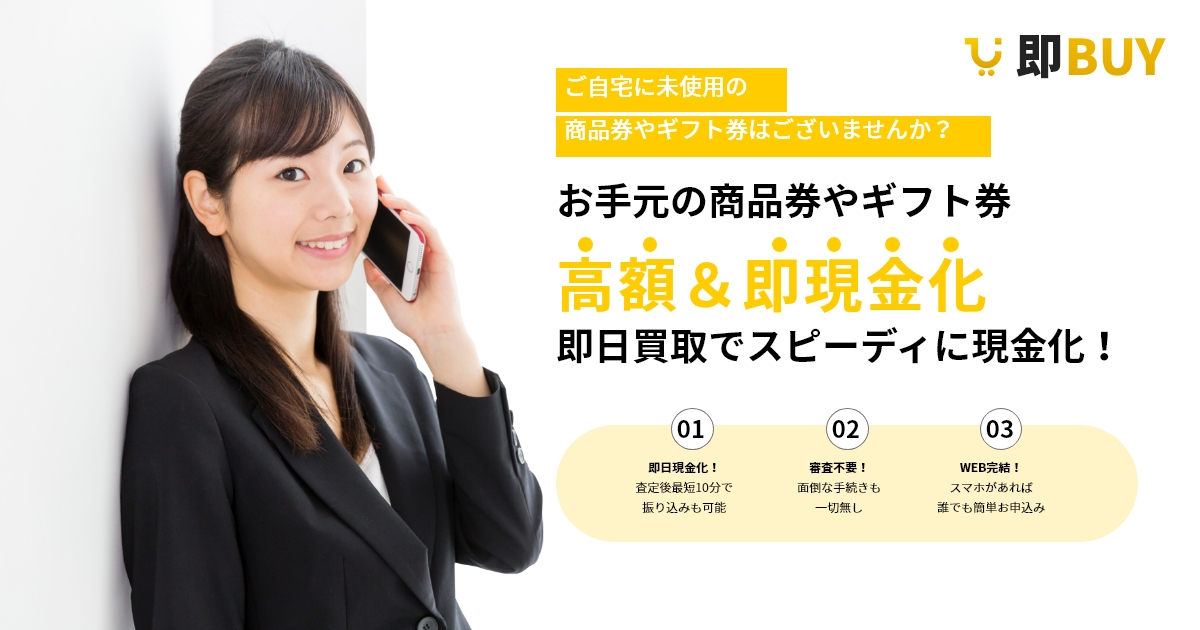 即BUY
ご自宅に未使用の
商品券やギフト券はございませんか？
お手元の商品券やギフト券
高額＆即現金化
即日買取でスピーディに現金化！
01
即日現金化！
査定後最短10分で
振り込みも可能
02
審査不要！
面倒な手続きも
一切無し
03
WEB完結！
スマホがあれば
誰でも簡単お申込み